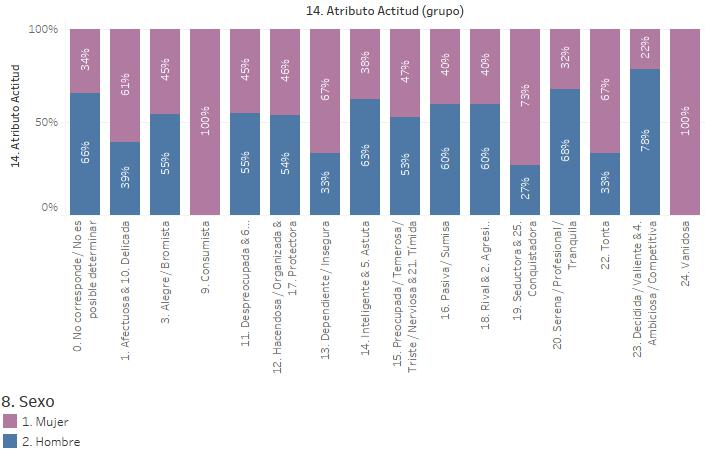 14. Atributo Actitud (grupo)
14. Atributo Actitud
100%
50%
0%
34%
66%
61%
39%
45%
55%
100%
45%
55%
46%
54%
67%
33%
38%
63%
47%
53%
40%
60%
40%
60%
73%
27%
32%
68%
67%
33%
22%
78%
100%
0. No corresponde / No es
posible determinar
1. Afectuosa & 10. Delicada
3. Alegre / Bromista
9. Consumista
11. Despreocupada & 6...
12. Hacendosa / Organizada &
17. Protectora
13. Dependiente / Insegura
14. Inteligente & 5. Astuta
15. Preocupada / Temerosa /
Triste / Nerviosa & 21. Tímida
16. Pasiva / Sumisa
18. Rival & 2. Agresi..
19. Seductora & 25.
Conquistadora
20. Serena / Profesional /
Tranquila
22. Tonta
23. Decidida / Valiente & 4.
Ambiciosa / Competitiva
24. Vanidosa
8. Sexo
1. Mujer
2. Hombre